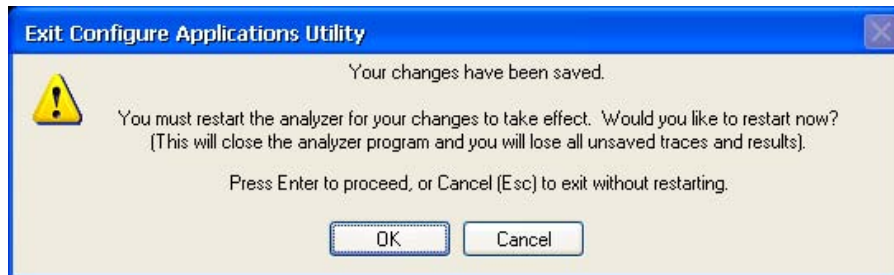 Exit Configure Applications Utility
Your changes have been saved.
You must restart the analyzer for your changes to take effect. Would you like to restart now?
(This will close the analyzer program and you will lose all unsaved traces and results).
Press Enter to proceed, or Cancel (Esc) to exit without restarting.
OK Cancel